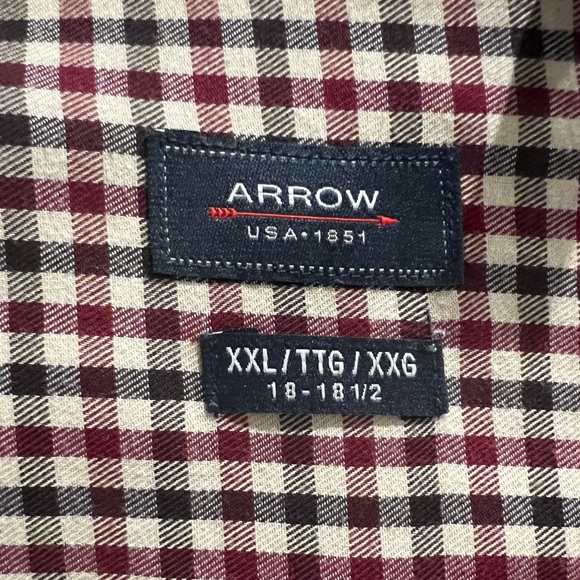 ARROW
USA•1851
XXL/TTG/XXG
18-18 1/2